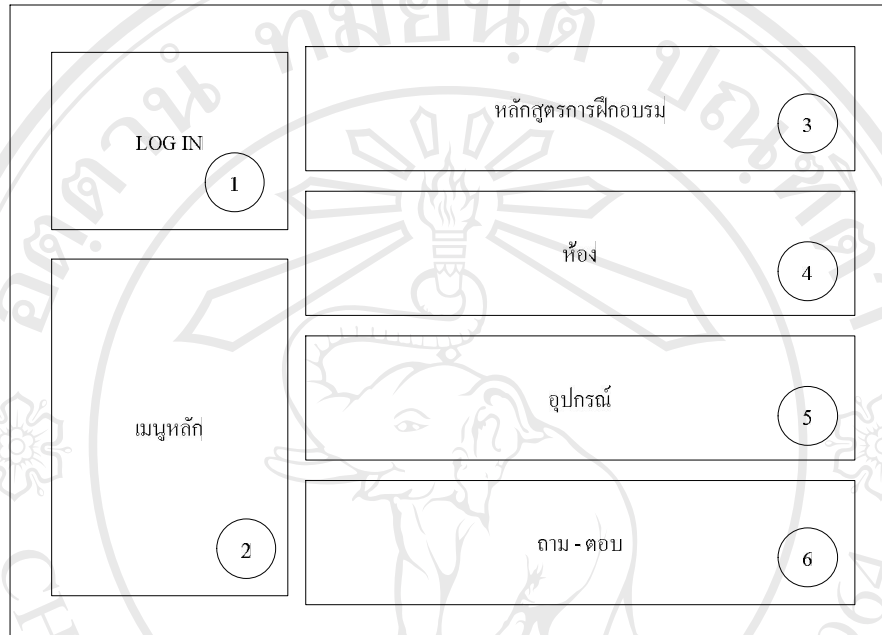 LOG IN
1
เมนูหลัก
2
หลักสูตรการฝึกอบรม
3
ห้อง
4
อุปกรณ์
5
ถาม - ตอบ
6